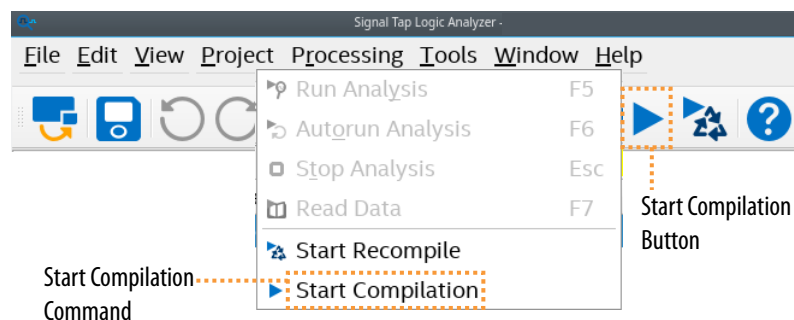 Signal Tap Logic Analyzer -
File Edit View Project Processing Tools Window Help
Run Analysis F5
Autorun Analysis F6
Stop Analysis Esc
Read Data F7
Start Recompile
Start Compilation
Start Compilation
Button
Start Compilation
Command